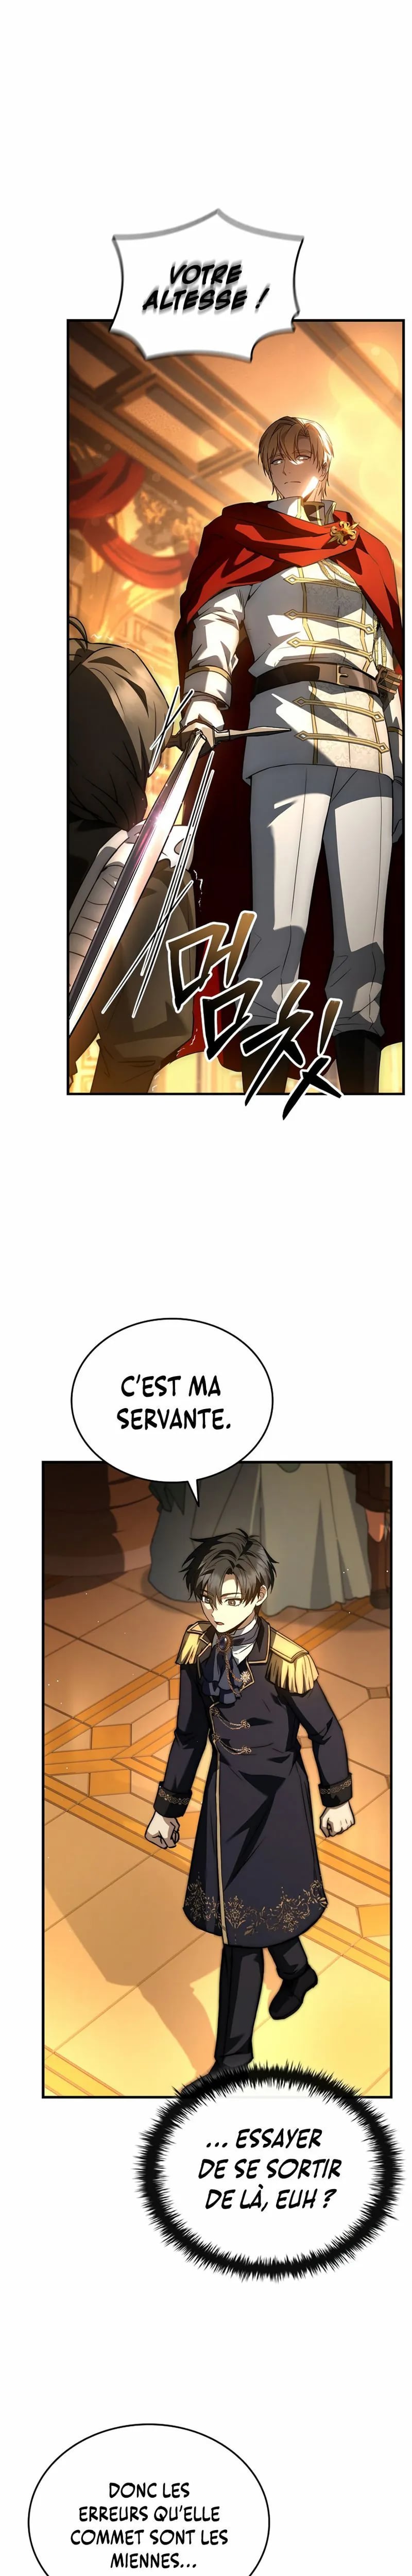 VOTRE
ALTESSE !
멈
멈칫!
C'EST MA
SERVANTE.
... ESSAYER
DE SE SORTIR
DE LÀ, EUH ?
DONC LES
ERREURS QU'ELLE
COMMET SONT LES
MIENNES...